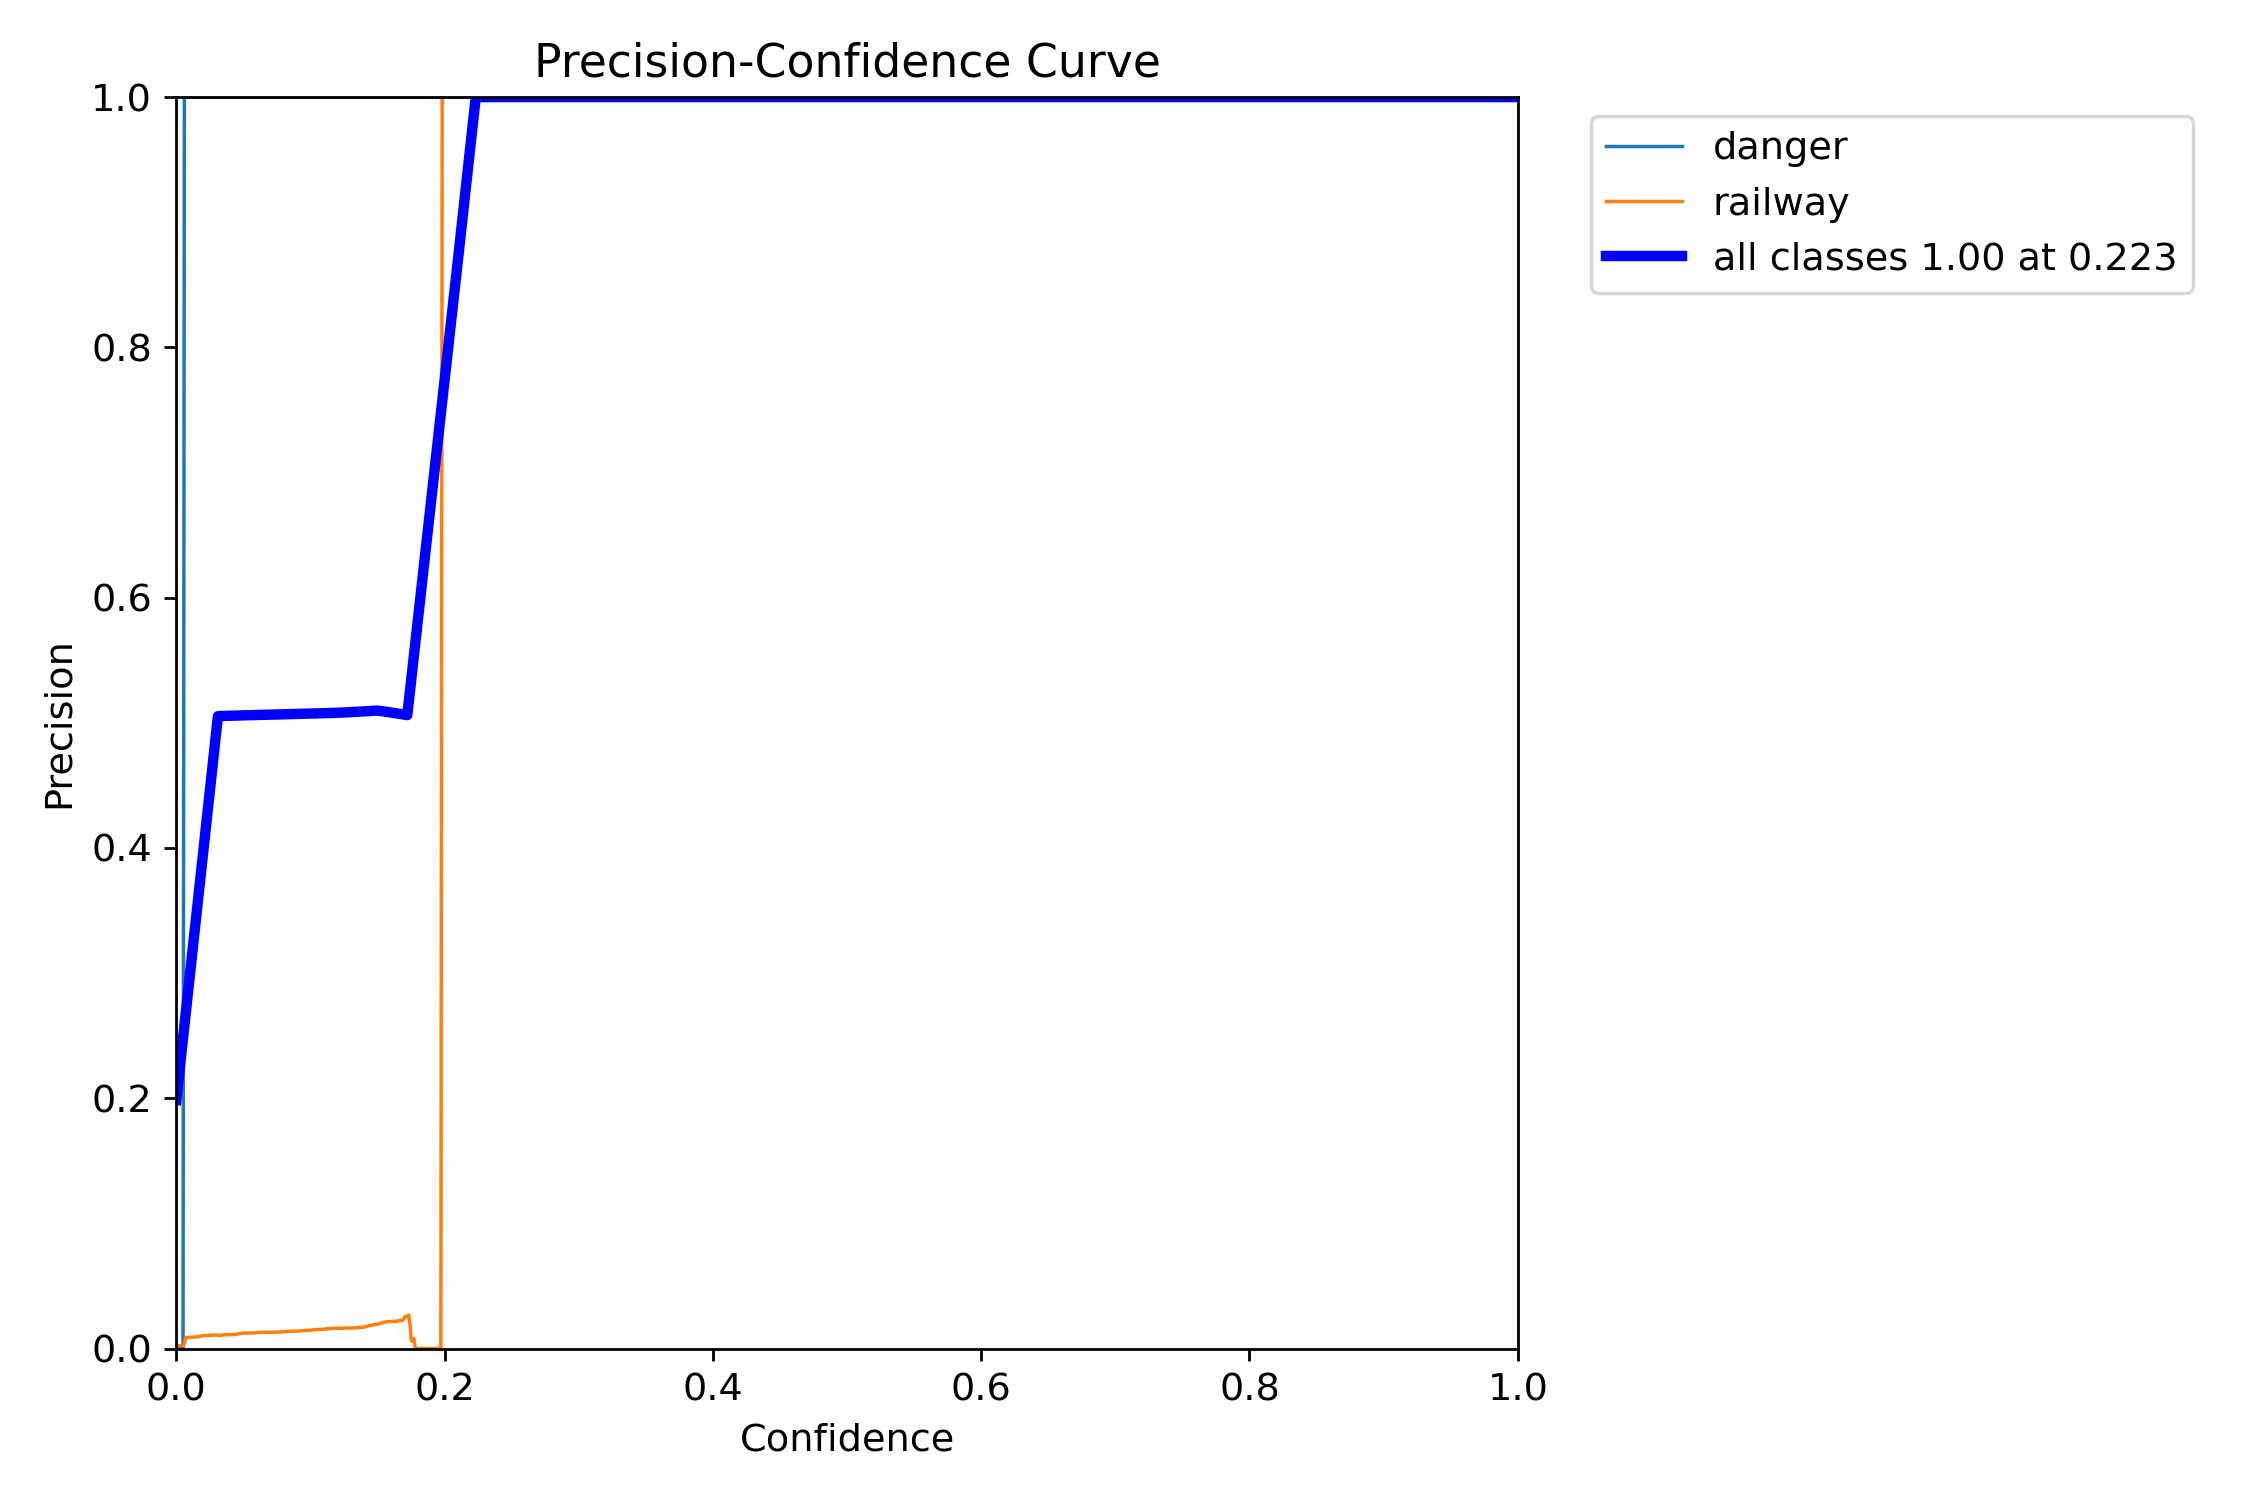 Precision-Confidence Curve
1.0
0.8
0.6
0.4
0.2
0.0
Precision
0.0 0.2 0.4 0.6 0.8 1.0
Confidence
danger
railway
all classes 1.00 at 0.223